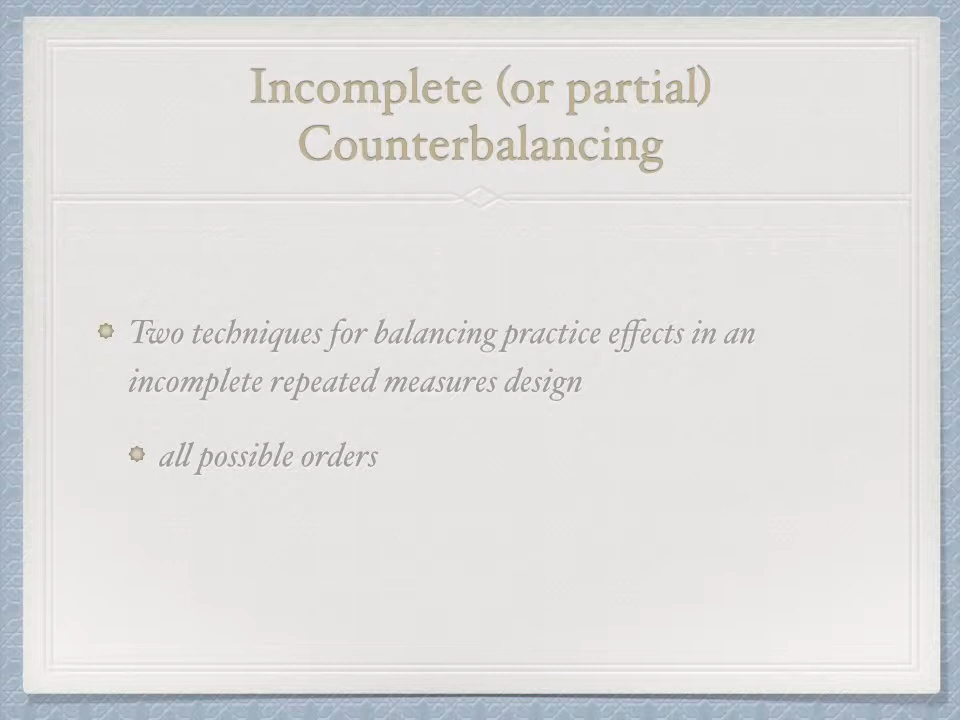 Incomplete (or partial)
Counterbalancing
Two techniques for balancing practice effects in an
incomplete repeated measures design
all possible orders